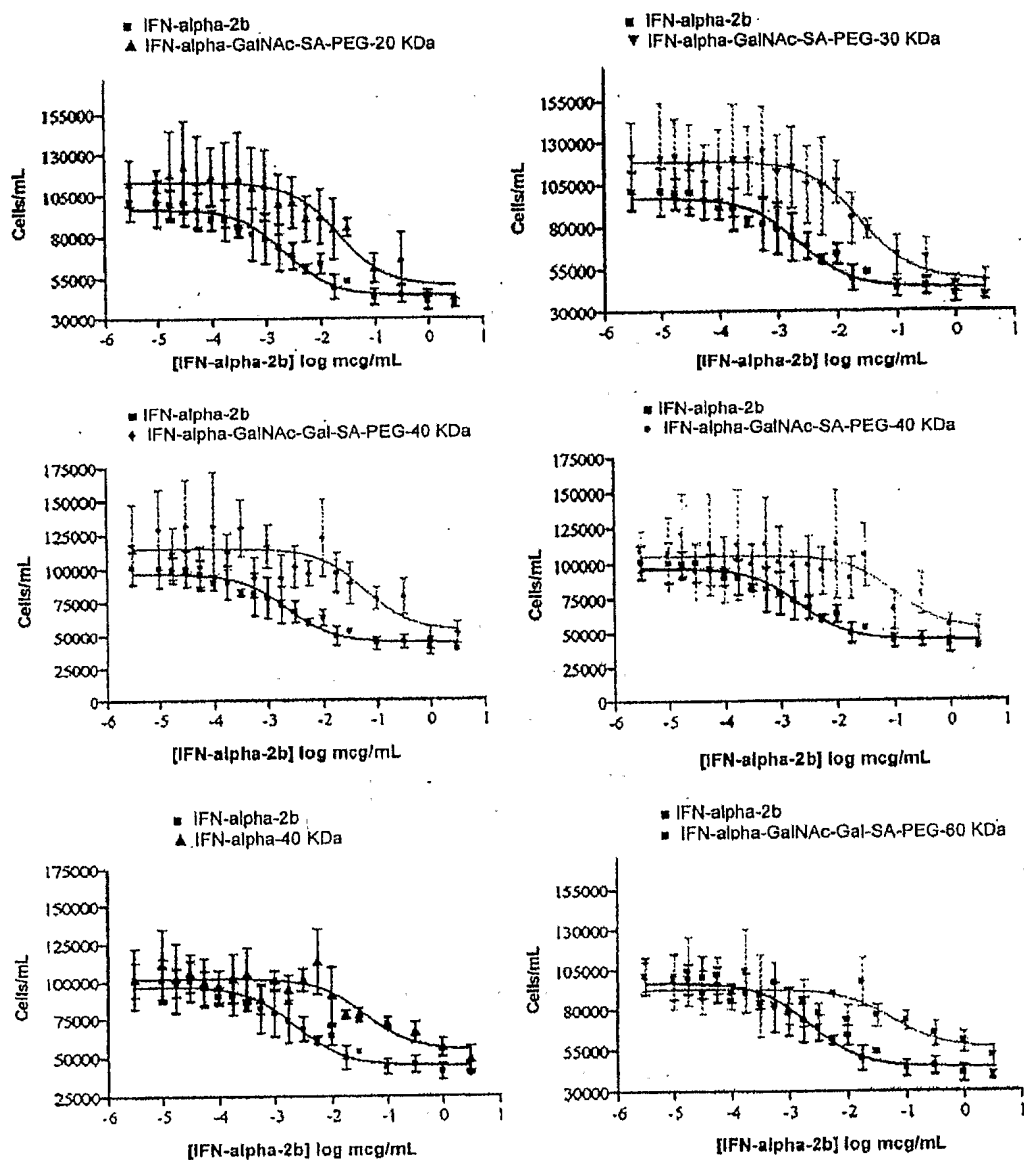 IFN-alpha-2b
IFN-alpha-GalNAc-SA-PEG-20 KDa
Cells/mL
155000
130000
105000
80000
55000
30000
-6 -5 -4 -3 -2 -1 0 1
[IFN-alpha-2b] log mcg/mL
IFN-alpha-2b
IFN-alpha-GalNAc-SA-PEG-30 KDa
Cells/mL
155000
130000
105000
80000
55000
30000
-6 -5 -4 -3 -2 -1 0 1
[IFN-alpha-2b] log mcg/mL
IFN-alpha-2b
IFN-alpha-GalNAc-Gal-SA-PEG-40 KDa
Cells/mL
175000
150000
125000
100000
75000
50000
25000
0
-6 -5 -4 -3 -2 -1 0 1
[IFN-alpha-2b] log mcg/mL
IFN-alpha-2b
IFN-alpha-GalNAc-SA-PEG-40 KDa
Cells/mL
175000
150000
125000
100000
75000
50000
25000
0
-6 -5 -4 -3 -2 -1 0 1
[IFN-alpha-2b] log mcg/mL
IFN-alpha-2b
IFN-alpha-40 KDa
Cells/mL
175000
150000
125000
100000
75000
50000
25000
-6 -5 -4 -3 -2 -1 0 1
[IFN-alpha-2b] log mcg/mL
IFN-alpha-2b
IFN-alpha-GalNAc-Gal-SA-PEG-60 KDa
Cells/mL
155000
130000
105000
80000
55000
30000
-6 -5 -4 -3 -2 -1 0 1
[IFN-alpha-2b] log mcg/mL